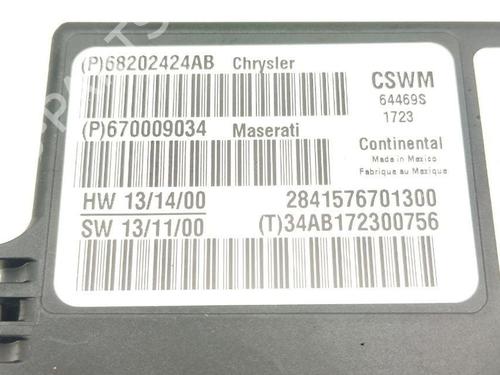 (P)68202424AB Chrysler
CSWM
64469S
1723
(P)670009034 Maserati
Continental
Made in Mexico
Fabrique au Mexique
HW 13/14/00 2841576701300
SW 13/11/00 (T)34AB172300756